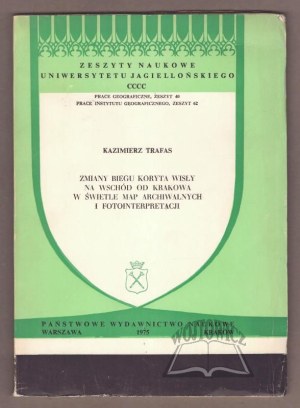 ZESZYTY NAUKOWE
UNIWERSYTETU JAGIELLOŃSKIEGO
CCCC
PRACE GEOGRAFICZNE, ZESZYT 40
PRACE INSTYTUTU GEOGRAFICZNEGO, ZESZYT 62
KAZIMIERZ TRAFAS
ZMIANY BIEGU KORYTA WISŁY
NA WSCHÓD OD KRAKOWA
W ŚWIETLE MAP ARCHIWALNYCH
I FOTOINTERPRETACJI
PAŃSTWOWE WYDAWNICTWO NAUKOWE
WARSZAWA 1975 KRAKÓW